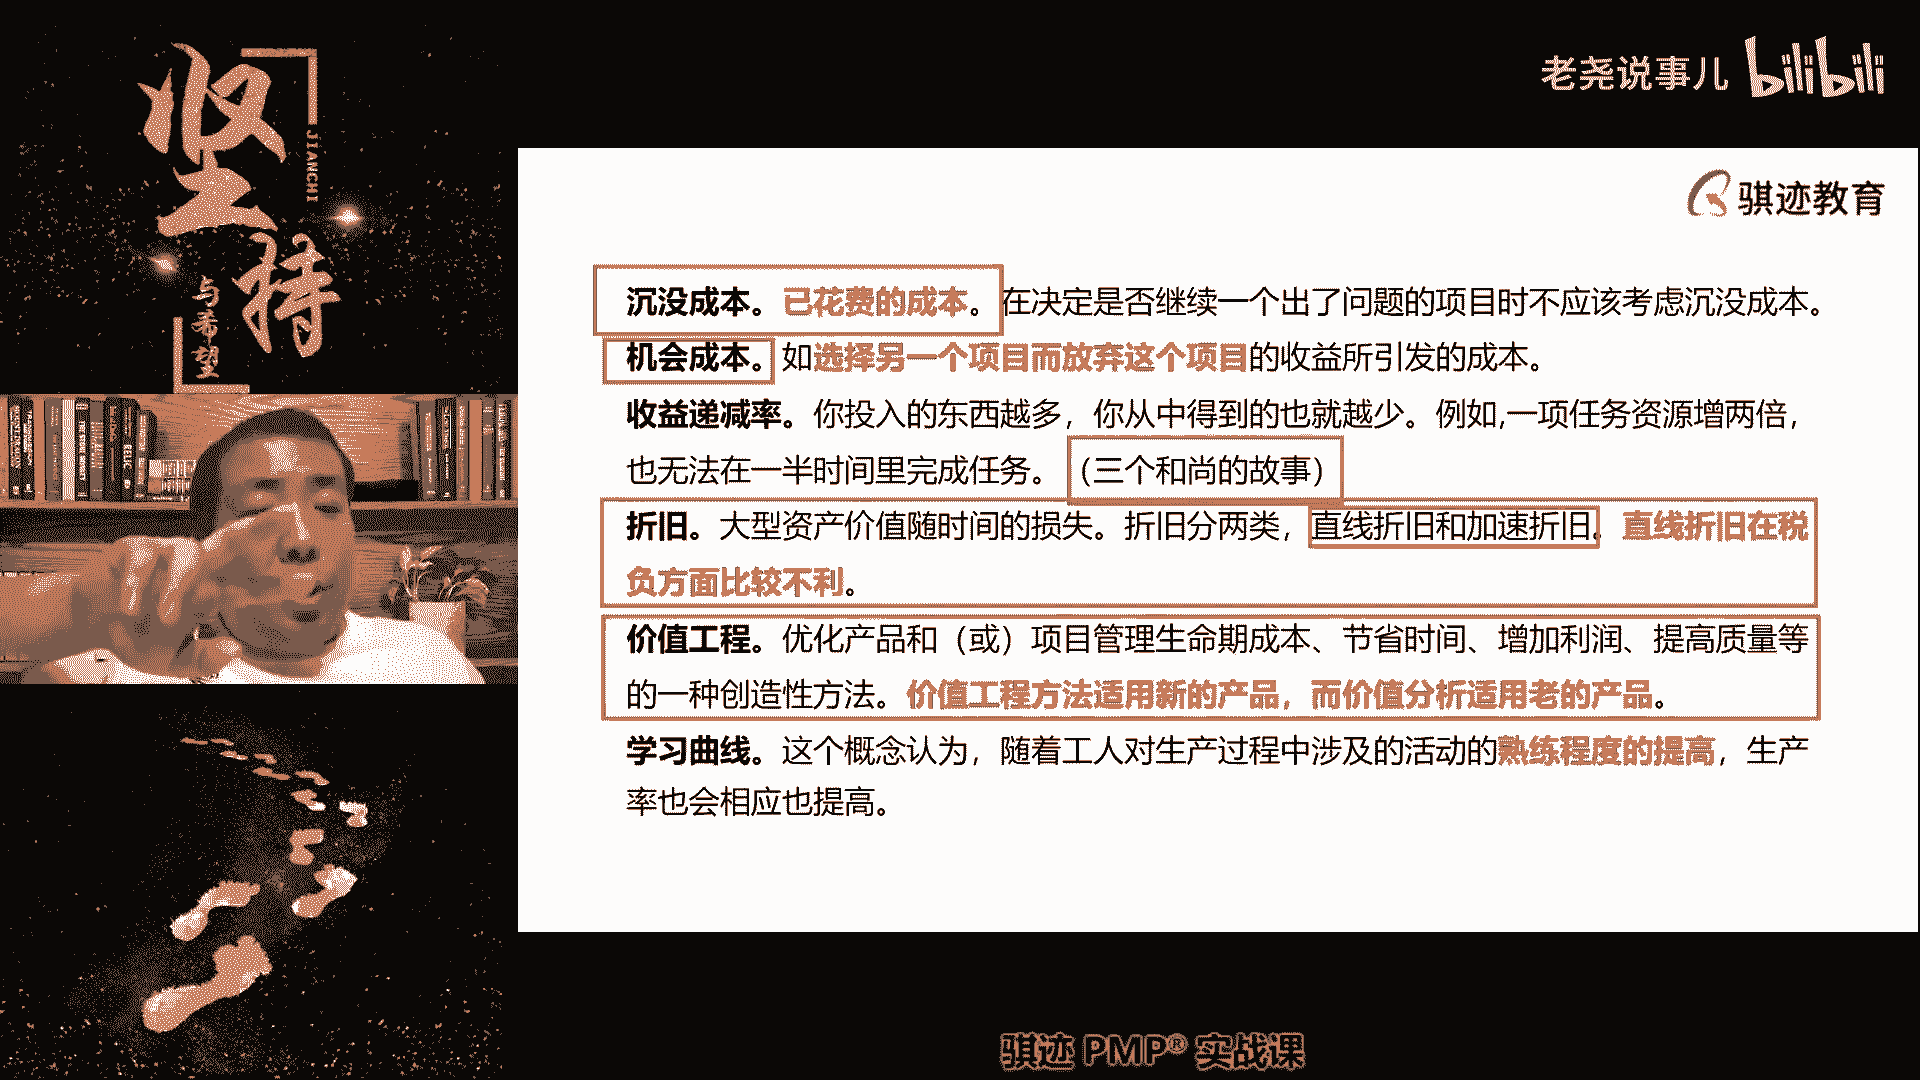 坚持
JIANCHI
与希望
老尧说事儿 bilibili
骐迹教育
沉没成本。已花费的成本。在决定是否继续一个出了问题的项目时不应该考虑沉没成本。
机会成本。如选择另一个项目而放弃这个项目的收益所引发的成本。
收益递减率。你投入的东西越多，你从中得到的也就越少。例如,一项任务资源增两倍，
也无法在一半时间里完成任务。（三个和尚的故事）
折旧。大型资产价值随时间的损失。折旧分两类，直线折旧和加速折旧。直线折旧在税
负方面比较不利。
价值工程。优化产品和（或）项目管理生命期成本、节省时间、增加利润、提高质量等
的一种创造性方法。价值工程方法适用新的产品，而价值分析适用老的产品。
学习曲线。这个概念认为，随着工人对生产过程中涉及的活动的熟练程度的提高，生产
率也会相应也提高。
骐迹 PMP® 实战课